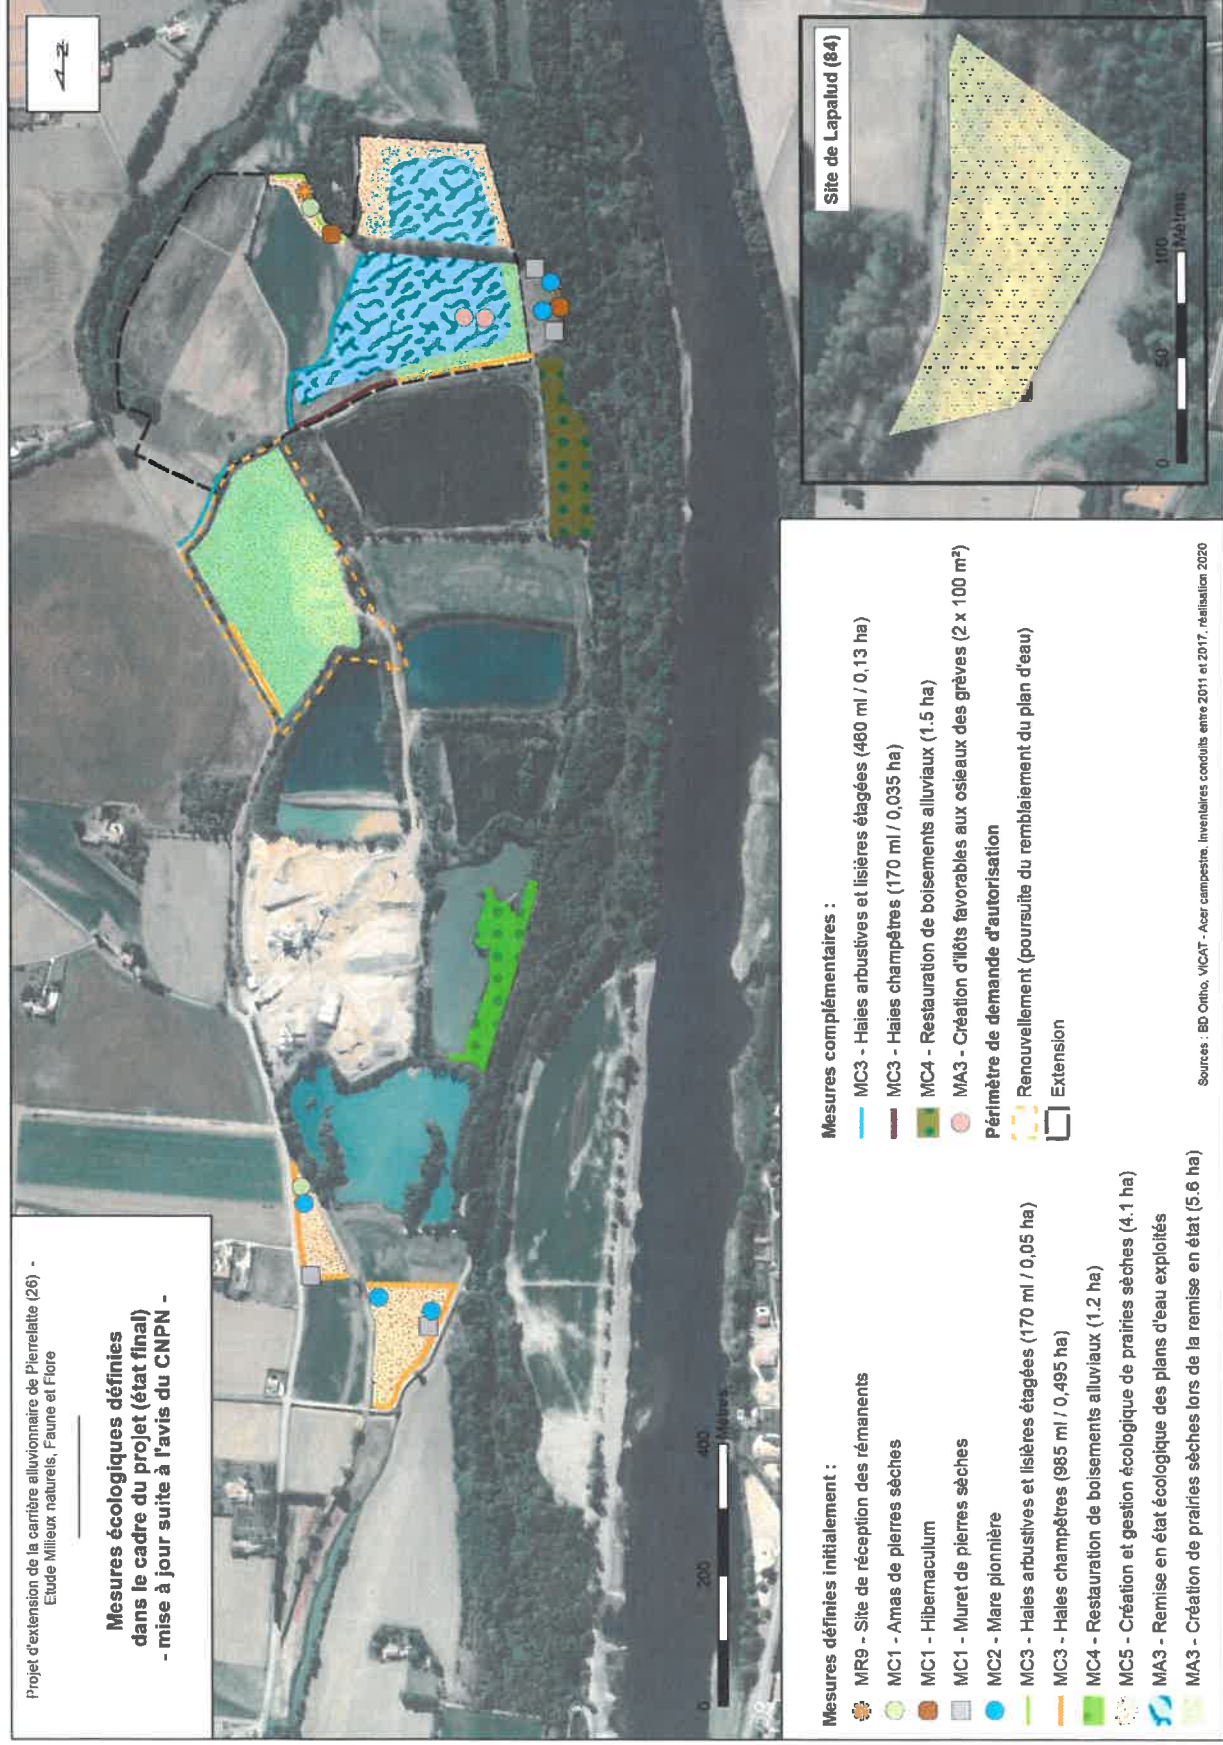 Projet d'extension de la carrière alluvionnaire de Pierrelatte (26) -
Etude Milieux naturels, Faune et Flore
Mesures écologiques définies
dans le cadre du projet (état final)
- mise à jour suite à l'avis du CNPN -
Site de Lapalud (84)
0 50 100
Mètres
0 200 400
Mètres
Mesures définies initialement :
MR9 - Site de réception des rémanents
MC1 - Amas de pierres sèches
MC1 - Hibernaculum
MC1 - Muret de pierres sèches
MC2 - Mare pionnière
MC3 - Haies arbustives et lisières étagées (170 ml / 0,05 ha)
MC3 - Haies champêtres (985 ml / 0,495 ha)
MC4 - Restauration de boisements alluviaux (1.2 ha)
MC5 - Création et gestion écologique de prairies sèches (4.1 ha)
MA3 - Remise en état écologique des plans d'eau exploités
MA3 - Création de prairies sèches lors de la remise en état (5.6 ha)
Mesures complémentaires :
MC3 - Haies arbustives et lisières étagées (460 ml / 0,13 ha)
MC3 - Haies champêtres (170 ml / 0,035 ha)
MC4 - Restauration de boisements alluviaux (1.5 ha)
MA3 - Création d'îlôts favorables aux osieaux des grèves (2 x 100 m²)
Périmètre de demande d'autorisation
Renouvellement (poursuite du remblaiement du plan d'eau)
Extension
Sources : BD Ortho, VICAT - Acer campestre, Inventaires conduits entre 2011 et 2017, réalisation 2020